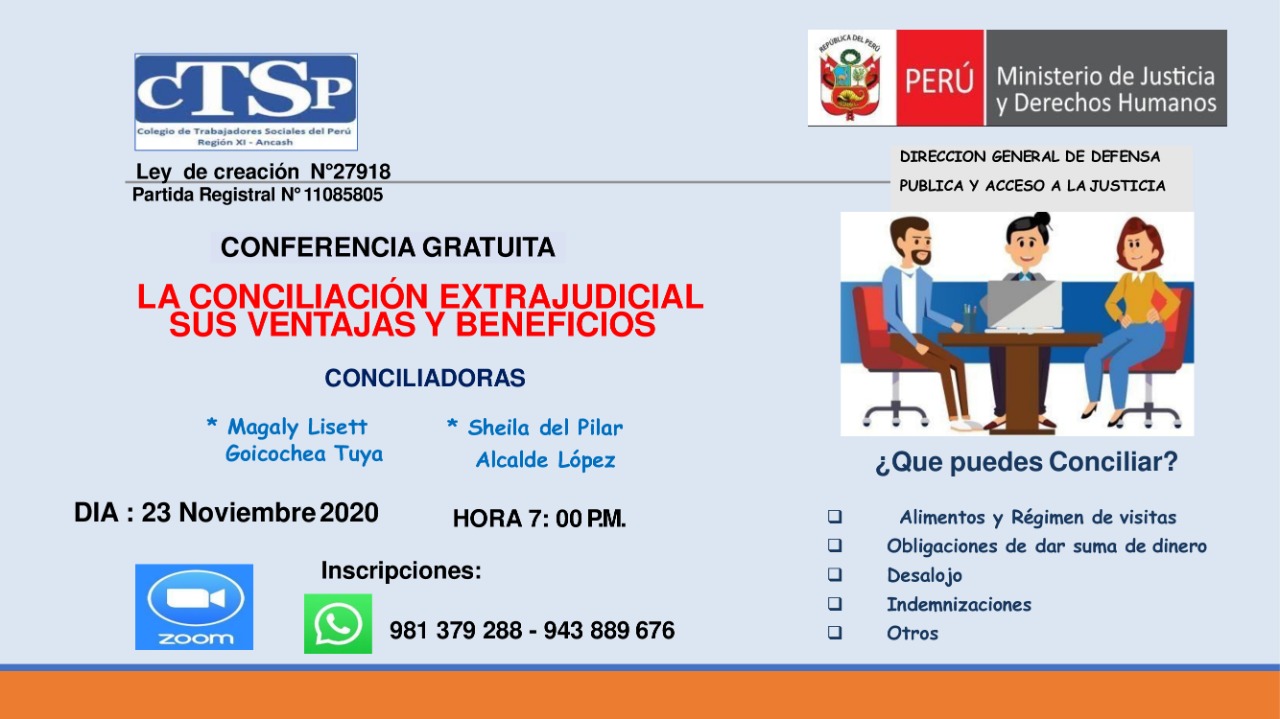 CTSP
Colegio de Trabajadores Sociales del Perú
Región XI - Ancash
Ley de creación N°27918
Partida Registral N° 11085805
REPÚBLICA DEL PERÚ
PERÚ
Ministerio de Justicia
y Derechos Humanos
DIRECCION GENERAL DE DEFENSA
PUBLICA Y ACCESO A LA JUSTICIA
CONFERENCIA GRATUITA
LA CONCILIACIÓN EXTRAJUDICIAL
SUS VENTAJAS Y BENEFICIOS
CONCILIADORAS
* Magaly Lisett
Goicochea Tuya
* Sheila del Pilar
Alcalde López
DIA : 23 Noviembre 2020
HORA 7: 00 P.M.
Inscripciones:
zoom
981 379 288 - 943 889 676
¿Que puedes Conciliar?
❑ Alimentos y Régimen de visitas
❑ Obligaciones de dar suma de dinero
❑ Desalojo
❑ Indemnizaciones
❑ Otros